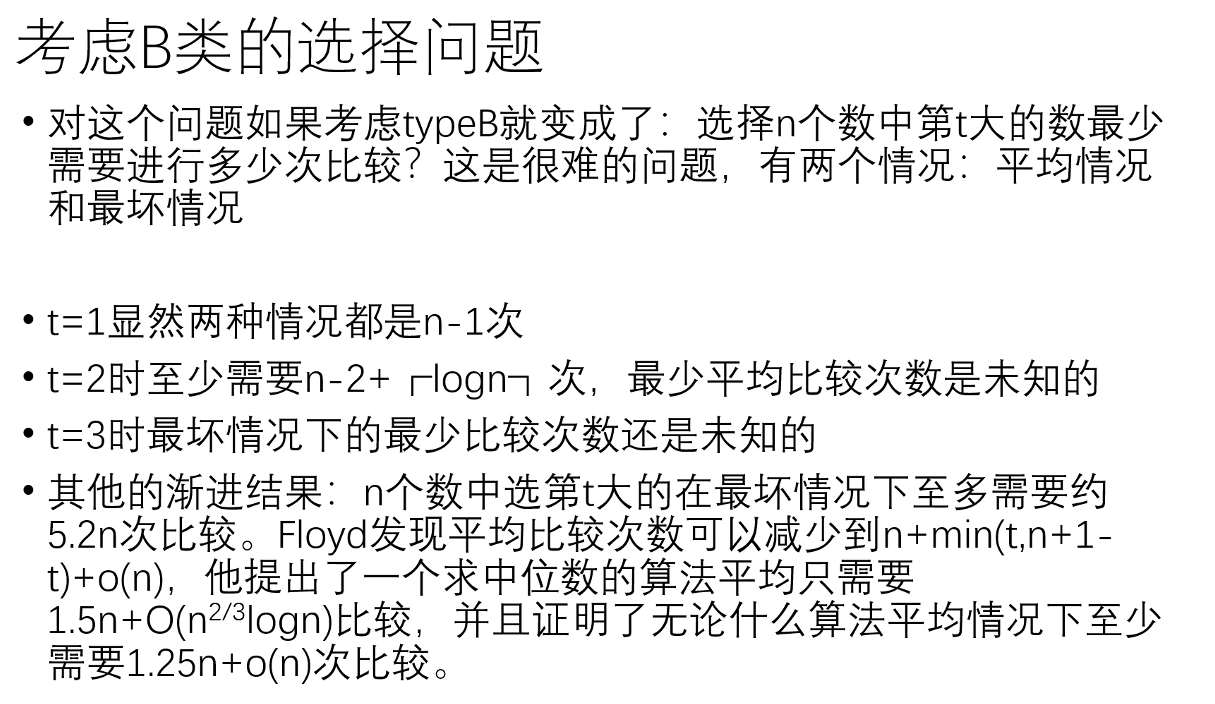 考虑B类的选择问题
• 对这个问题如果考虑typeB就变成了：选择n个数中第t大的数最少
需要进行多少次比较？这是很难的问题，有两个情况：平均情况
和最坏情况
• t=1显然两种情况都是n-1次
• t=2时至少需要n-2+┌logn┐次，最少平均比较次数是未知的
• t=3时最坏情况下的最少比较次数还是未知的
• 其他的渐进结果：n个数中选第t大的在最坏情况下至多需要约
5.2n次比较。Floyd发现平均比较次数可以减少到n+min(t,n+1-
t)+o(n)，他提出了一个求中位数的算法平均只需要
1.5n+O(n²ᐟ³logn)比较，并且证明了无论什么算法平均情况下至少
需要1.25n+o(n)次比较。